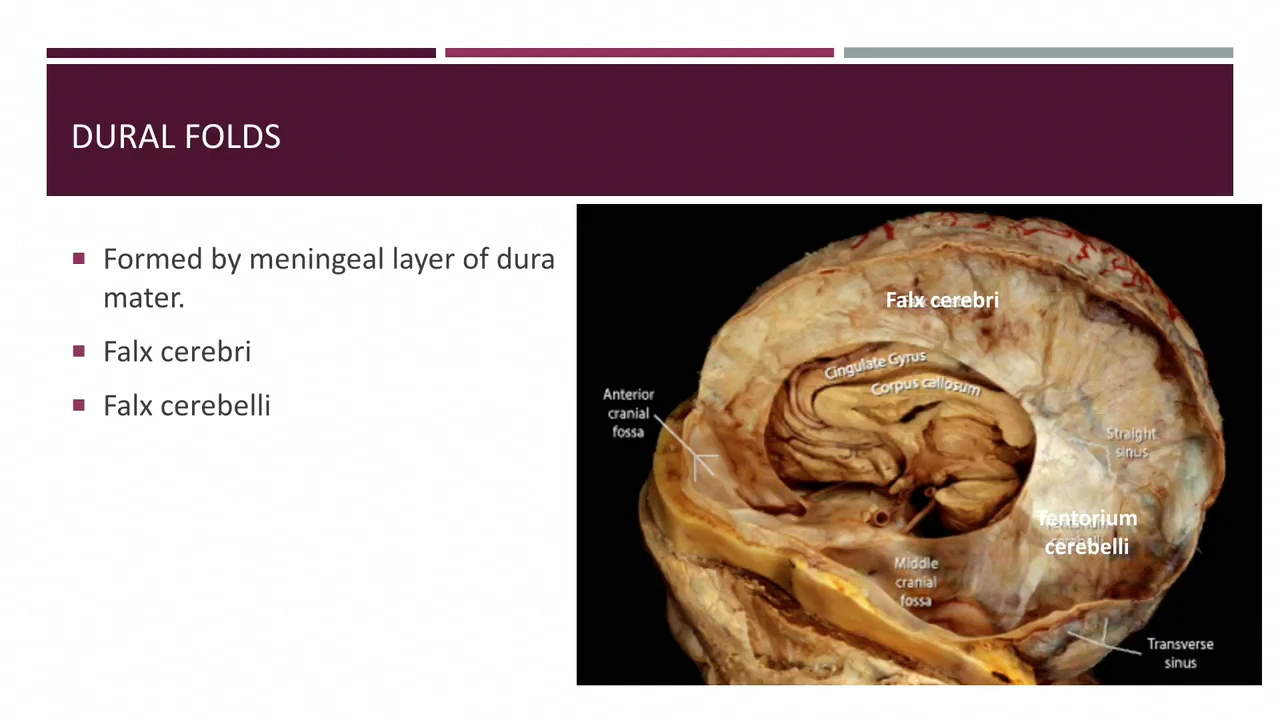 DURAL FOLDS
Formed by meningeal layer of dura
mater.
Falx cerebri
Falx cerebelli
Falx cerebri
Cingulate Gyrus
Corpus callosum
Anterior
cranial
fossa
Straight
sinus
Tentorium
cerebelli
Middle
cranial
fossa
Transverse
sinus